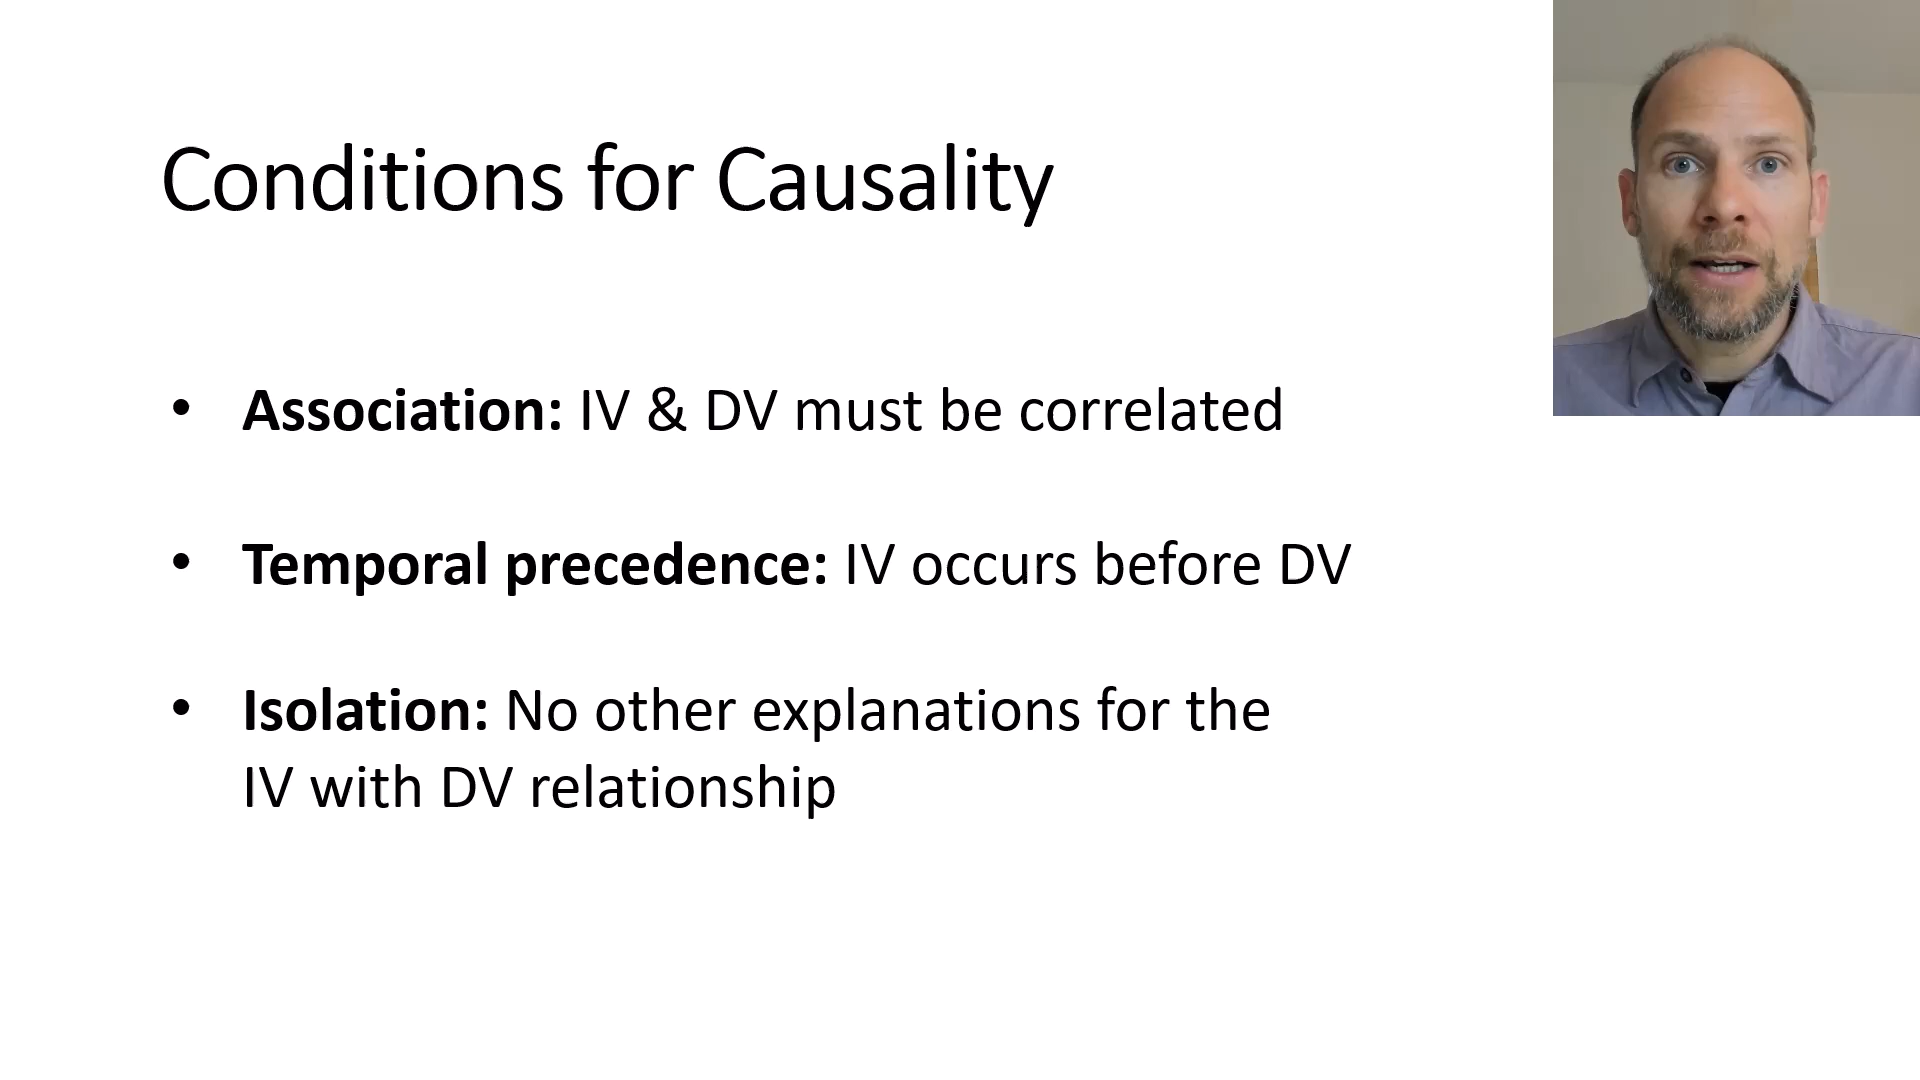 Conditions for Causality
• Association: IV & DV must be correlated
• Temporal precedence: IV occurs before DV
• Isolation: No other explanations for the
IV with DV relationship